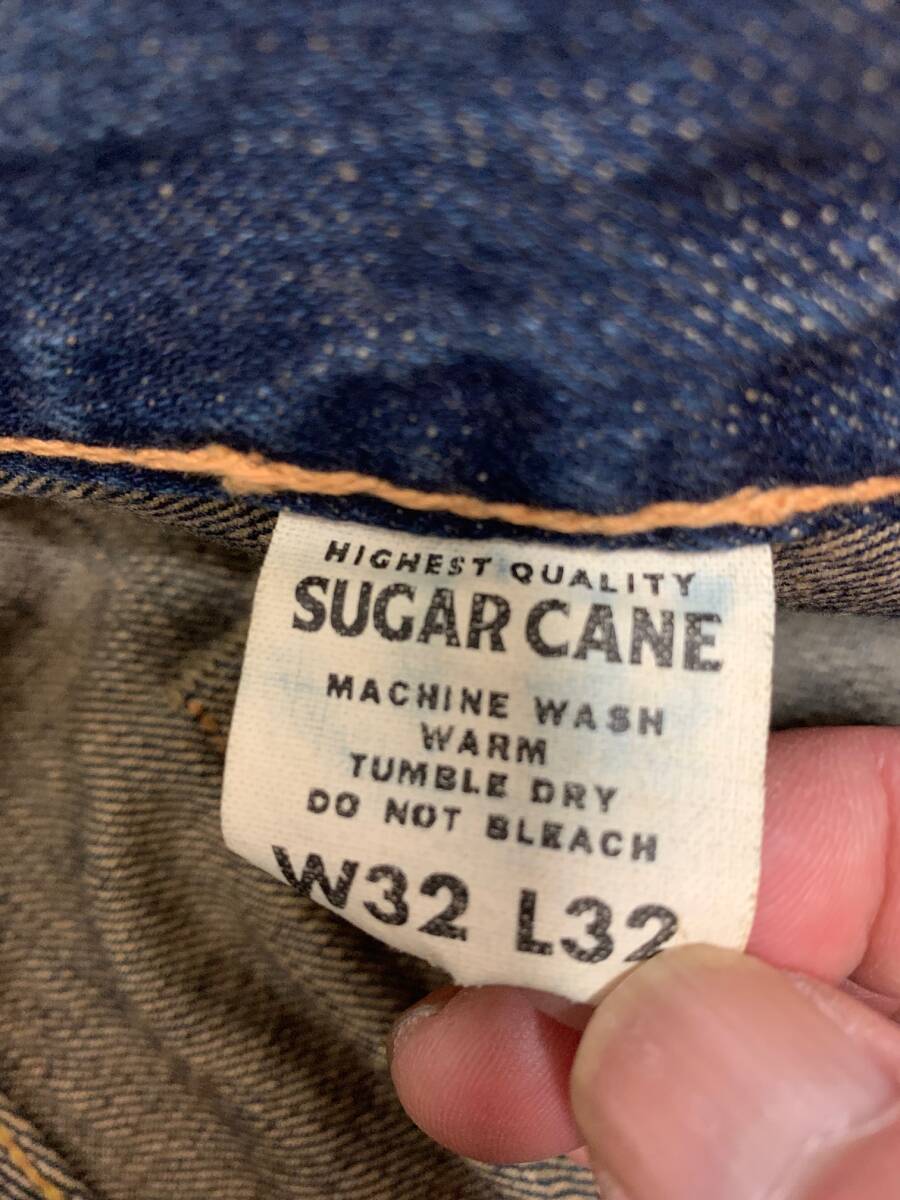 HIGHEST QUALITY
SUGAR CANE
MACHINE WASH
WARM
TUMBLE DRY
DO NOT BLEACH
W32 L32